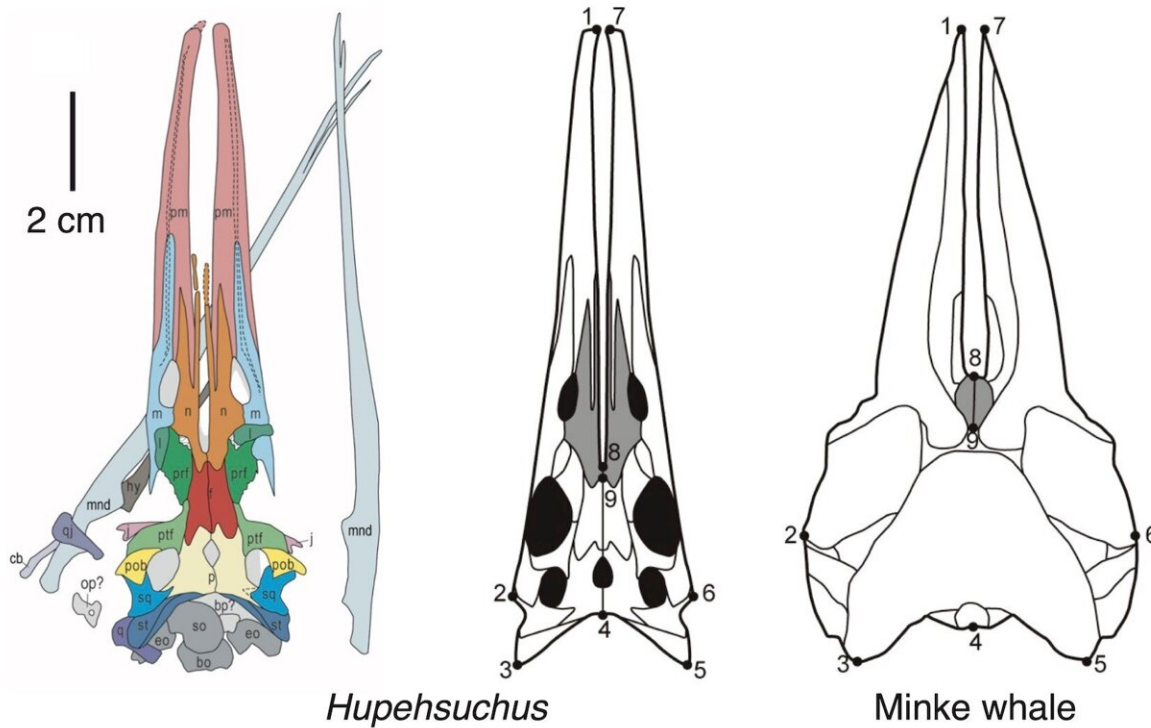 2 cm
pm pm
m n n m
l l
prf f prf
hy
mnd
qj
cb.
j ptf ptf j
pob pob
op?
p
sq sq
bp?
q st so st
eo eo
bo
mnd
1 7
8
9
2 6
4
3 5
Hupehsuchus
1 7
8
9
2 6
4
3 5
Minke whale